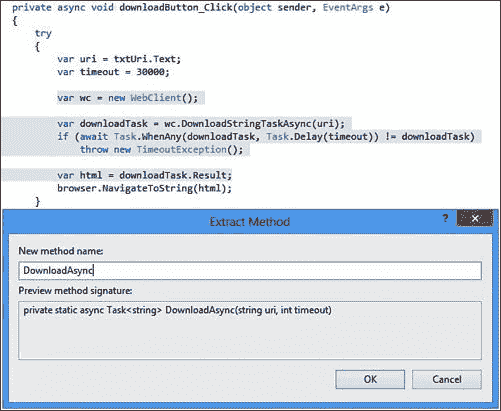 private async void downloadButton_Click(object sender, EventArgs e)
{
try
{
var uri = txtUri.Text;
var timeout = 30000;
var wc = new WebClient();
var downloadTask = wc.DownloadStringTaskAsync(uri);
if (await Task.WhenAny(downloadTask, Task.Delay(timeout)) != downloadTask)
throw new TimeoutException();
var html = downloadTask.Result;
browser.NavigateToString(html);
}
Extract Method
?
New method name:
DownloadAsync
Preview method signature:
private static async Task<string> DownloadAsync(string uri, int timeout)
OK Cancel